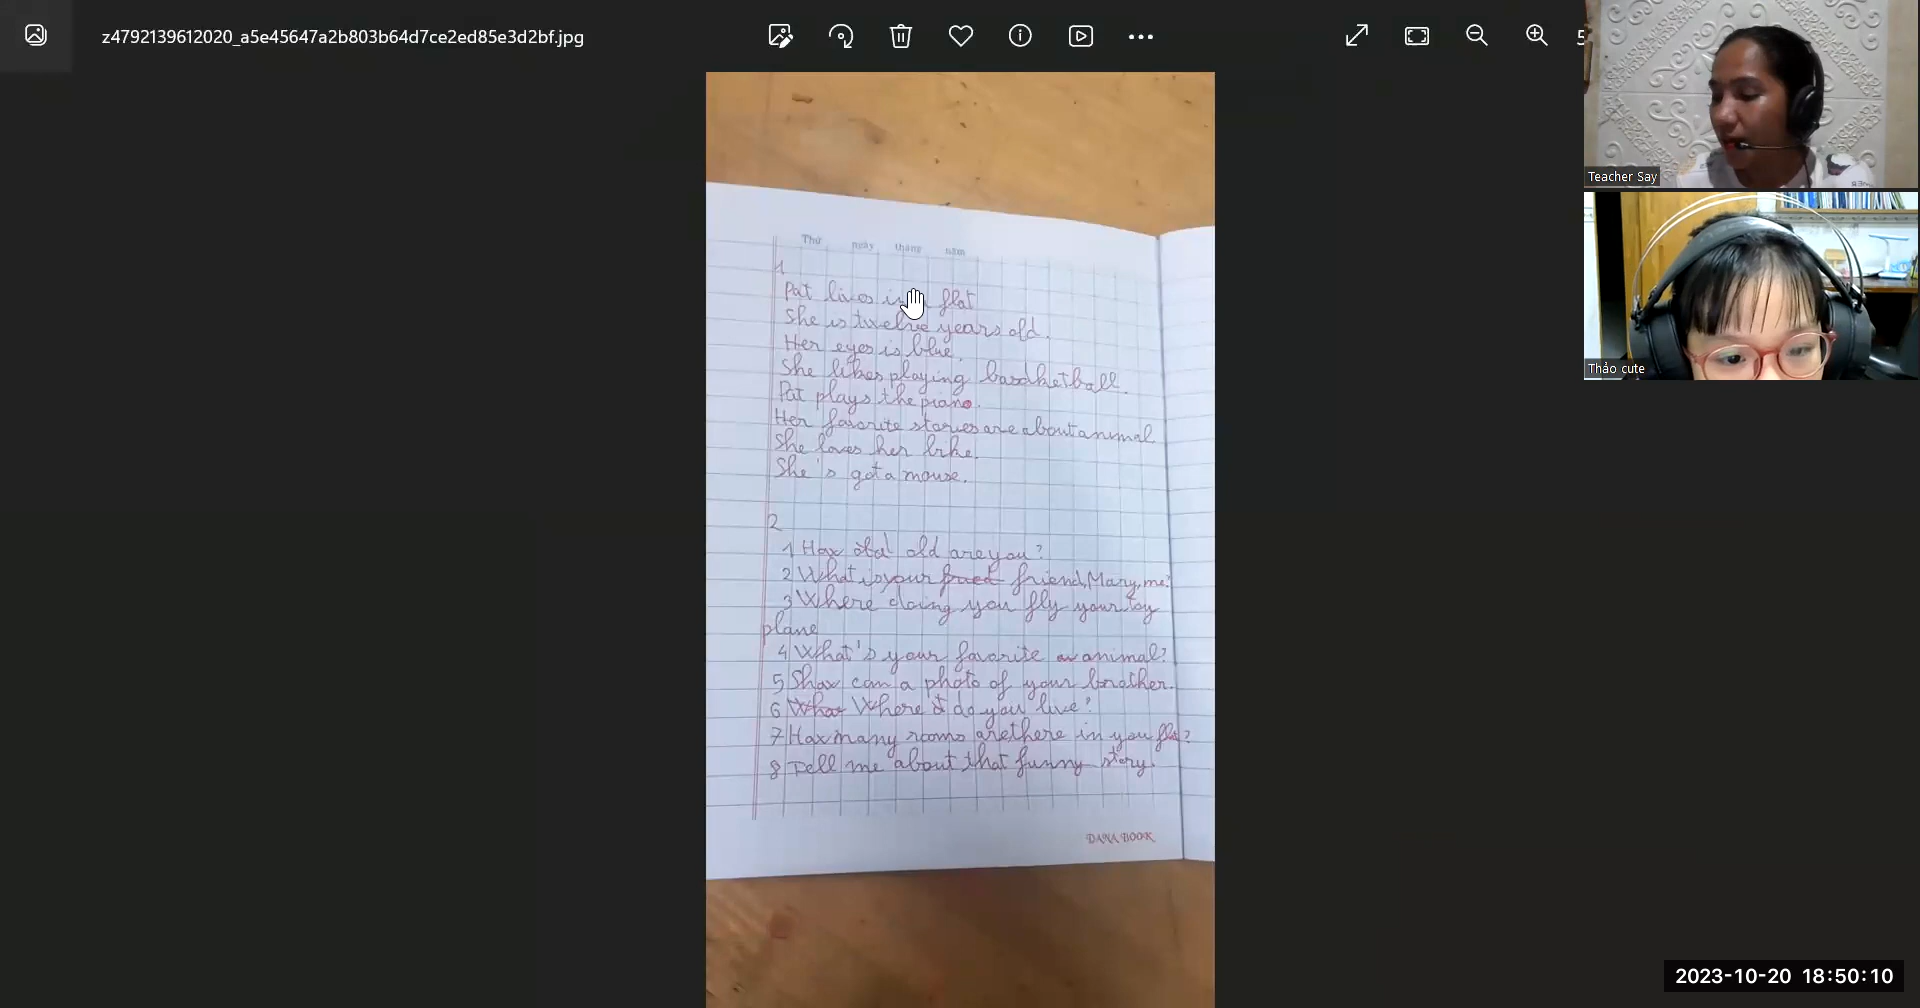 z4792139612020_a5e45647a2b803b64d7ce2ed85e3d2bf.jpg
Teacher Say
Thảo cute
Thứ ngày tháng năm
1
Pat lives in flat
She is twelve years old.
Her eyes is blue.
She likes playing basdketball.
Pat plays the piano.
Her favorite stories are about animal
She loves her bike.
She's got a mouse.
2
1 How old are you?
2 What is your friend, Mary, me?
3 Where doing you fly your toy
plane
4 What's your favorite animal?
5 Show can a photo of your brother.
6 Where do you live?
7 How many rooms are there in you flat?
8 Tell me about that funny story.
DANA BOOK
2023-10-20 18:50:10